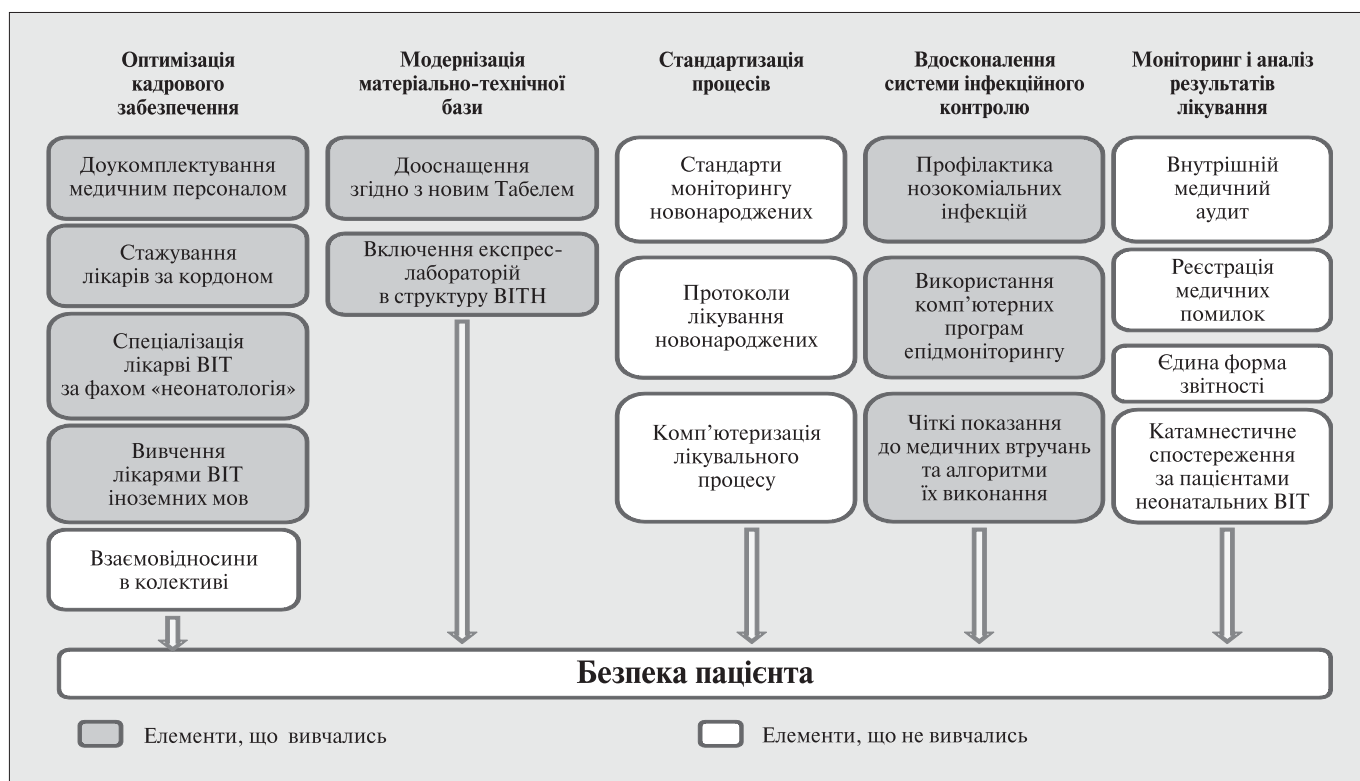 Оптимізація
кадрового
забезпечення
Доукомплектування
медичним персоналом
Стажування
лікарів за кордоном
Спеціалізація
лікарві ВІТ
за фахом «неонатологія»
Вивчення
лікарями ВІТ
іноземних мов
Взаємовідносини
в колективі
Модернізація
матеріально-технічної
бази
Дооснащення
згідно з новим Табелем
Включення експрес-
лабораторій
в структуру ВІТН
Стандартизація
процесів
Стандарти
моніторингу
новонароджених
Протоколи
лікування
новонароджених
Комп’ютеризація
лікувального
процесу
Вдосконалення
системи інфекційного
контролю
Профілактика
нозокоміальних
інфекцій
Використання
комп’ютерних
програм
епідмоніторингу
Чіткі показання
до медичних втручань
та алгоритми
їх виконання
Моніторинг і аналіз
результатів
лікування
Внутрішній
медичний
аудит
Реєстрація
медичних
помилок
Єдина форма
звітності
Катамнестичне
спостереження
за пацієнтами
неонатальних ВІТ
Безпека пацієнта
Елементи, що вивчались
Елементи, що не вивчались